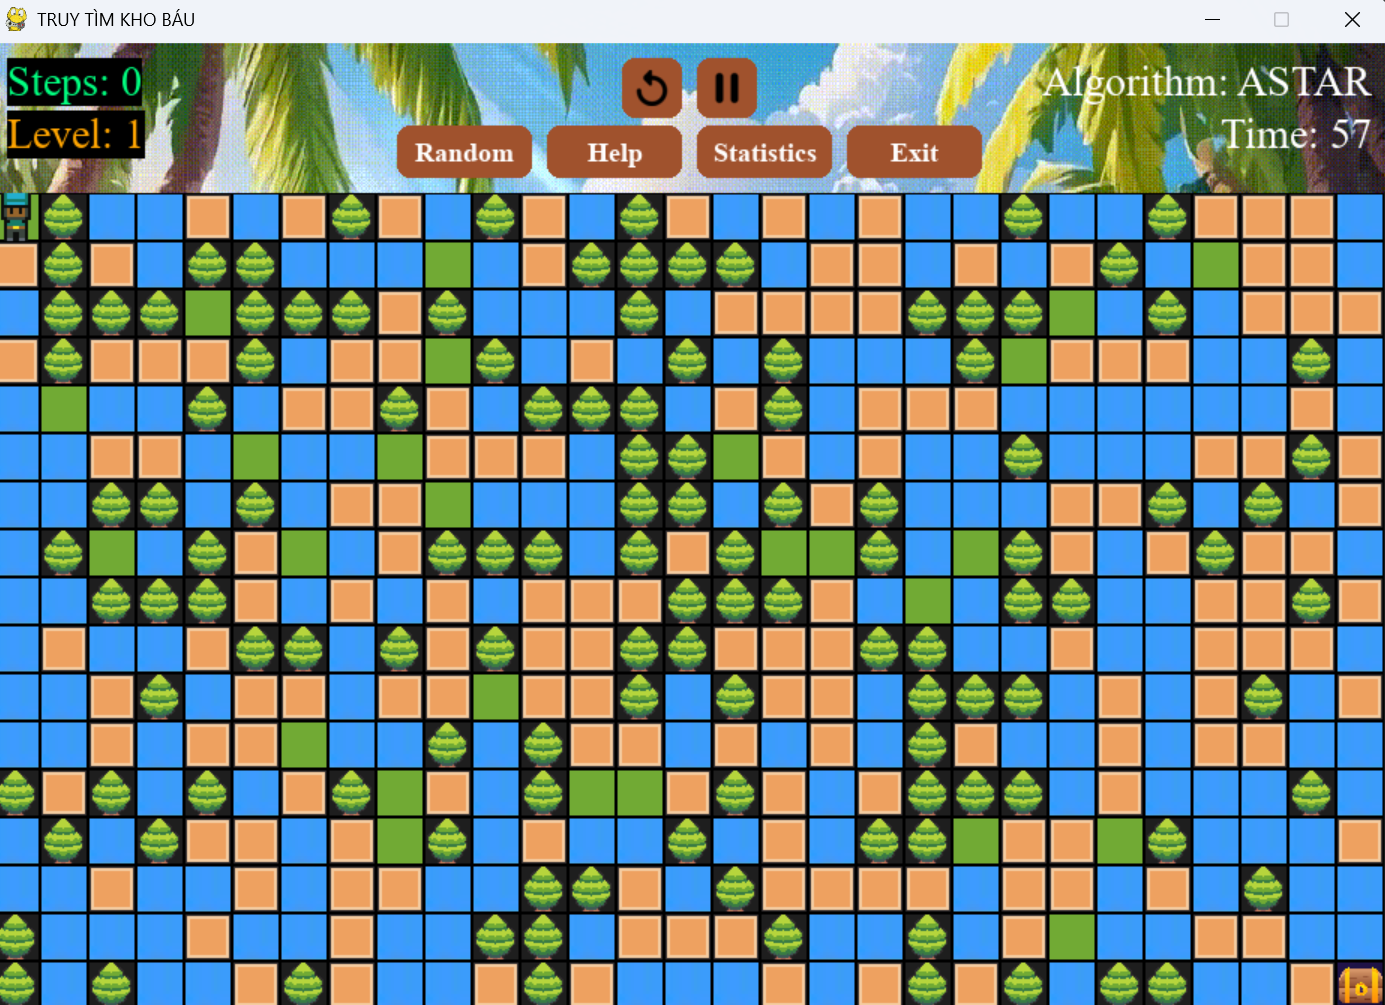 TRUY TÌM KHO BÁU
Steps: 0
Level: 1
Algorithm: ASTAR
Time: 57
Random
Help
Statistics
Exit